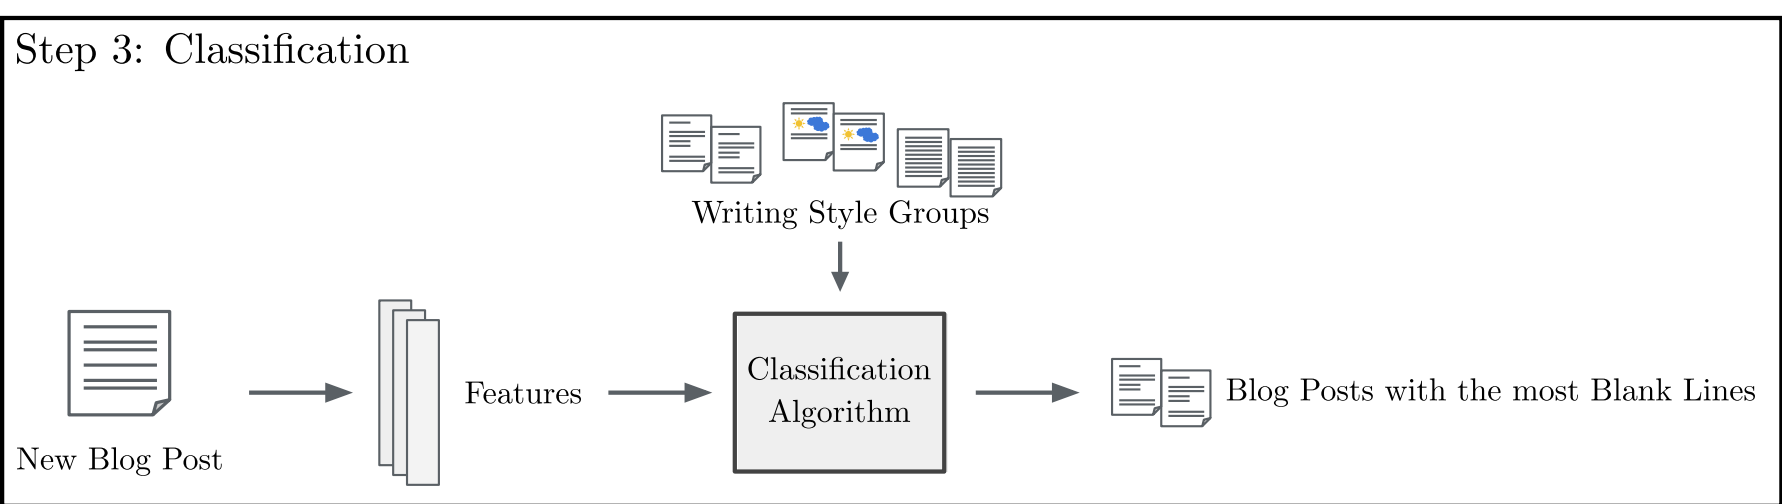 Step 3: Classification
Writing Style Groups
New Blog Post
Features
Classification
Algorithm
Blog Posts with the most Blank Lines